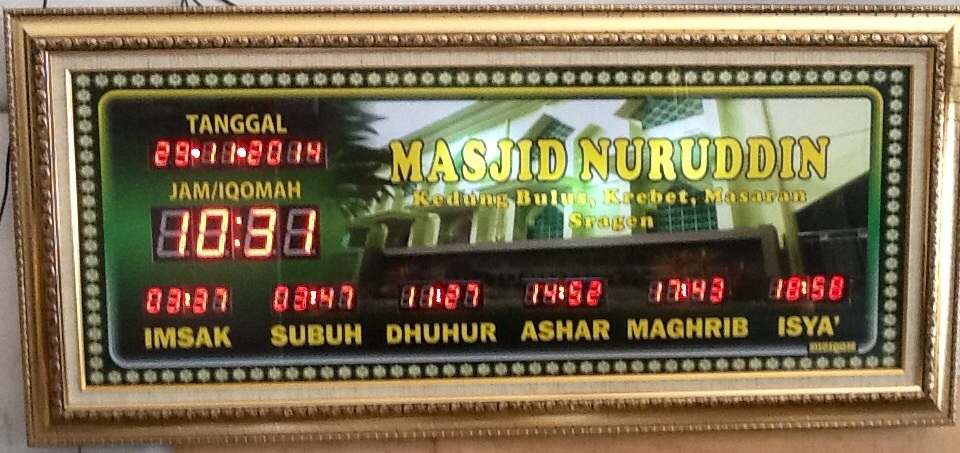 TANGGAL
29•11•2014
JAM/IQOMAH
10:31
MASJID NURUDDIN
Kedung Bulus, Krebet, Masaran
Sragen
03:37 03:47 11:27 14:52 17:43 18:58
IMSAK SUBUH DHUHUR ASHAR MAGHRIB ISYA'